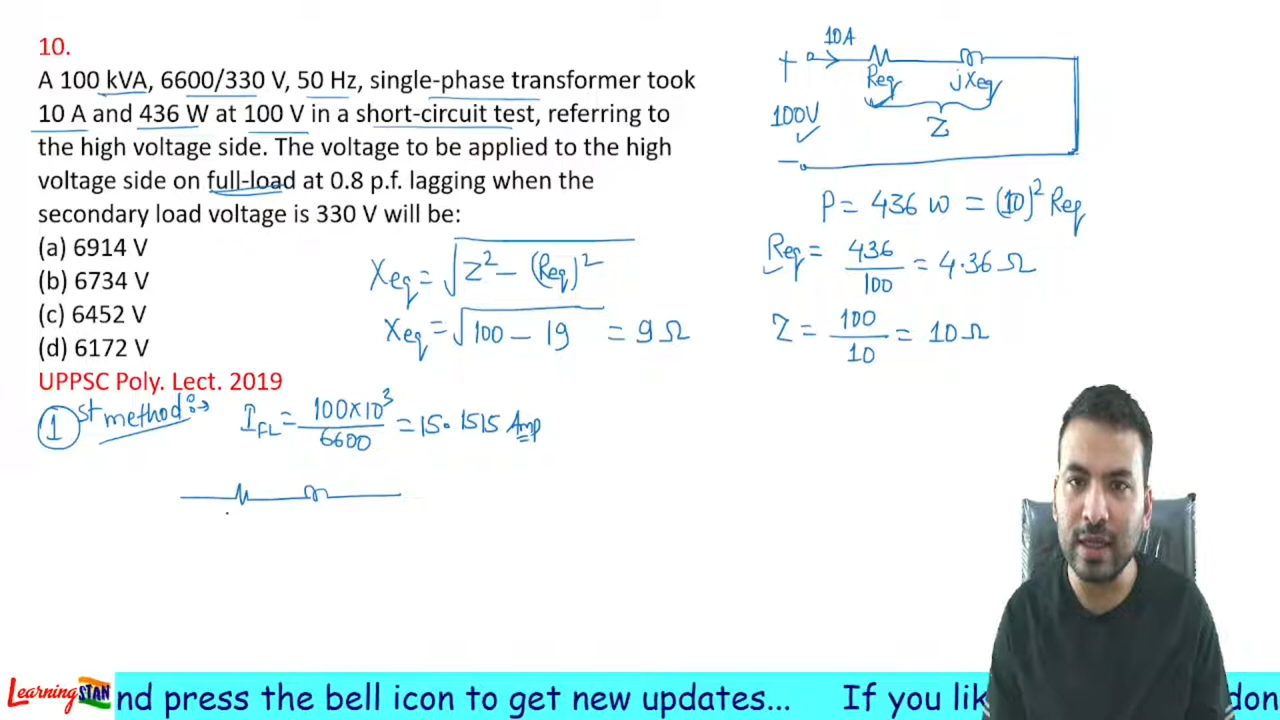 10.
A 100 kVA, 6600/330 V, 50 Hz, single-phase transformer took
10 A and 436 W at 100 V in a short-circuit test, referring to
the high voltage side. The voltage to be applied to the high
voltage side on full-load at 0.8 p.f. lagging when the
secondary load voltage is 330 V will be:
(a) 6914 V
(b) 6734 V
(c) 6452 V
(d) 6172 V
UPPSC Poly. Lect. 2019
Xeq = √(Z² - (Req)²)
Xeq = √(100 - 19) = 9 Ω
1 st method :→
I_FL = 100×10³/6600 = 15.1515 Amp
+ 10A
Req jXeq
100V
Z
-
P = 436 W = (10)² Req
Req = 436/100 = 4.36 Ω
Z = 100/10 = 10 Ω
Learning STAN
nd press the bell icon to get new updates... If you lik don